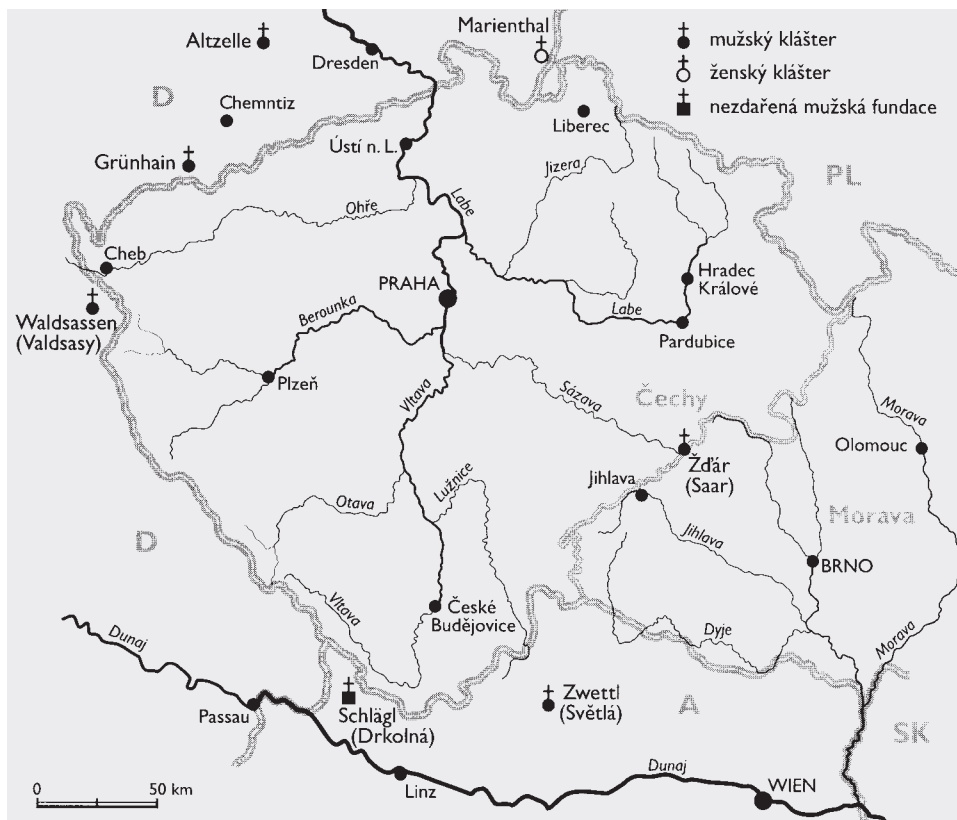 Marienthal
mužský klášter
Altzelle
Dresden
ženský klášter
D
Chemntiz
nezdařená mužská fundace
Liberec
Ústí n. L.
Grünhain
Jizera
PL
Ohře
Labe
Cheb
Hradec
Králové
PRAHA
Waldsassen
(Valdsasy)
Berounka
Labe
Pardubice
Plzeň
Vltava
Sázava
Čechy
Morava
Olomouc
Žďár
(Saar)
Lužnice
Jihlava
Otava
Morava
Jihlava
D
BRNO
Vltava
České
Budějovice
Dyje
Dunaj
Morava
Zwettl
(Světlá)
A
Passau
Schlägl
(Drkolná)
SK
Dunaj
0 50 km
Linz
WIEN